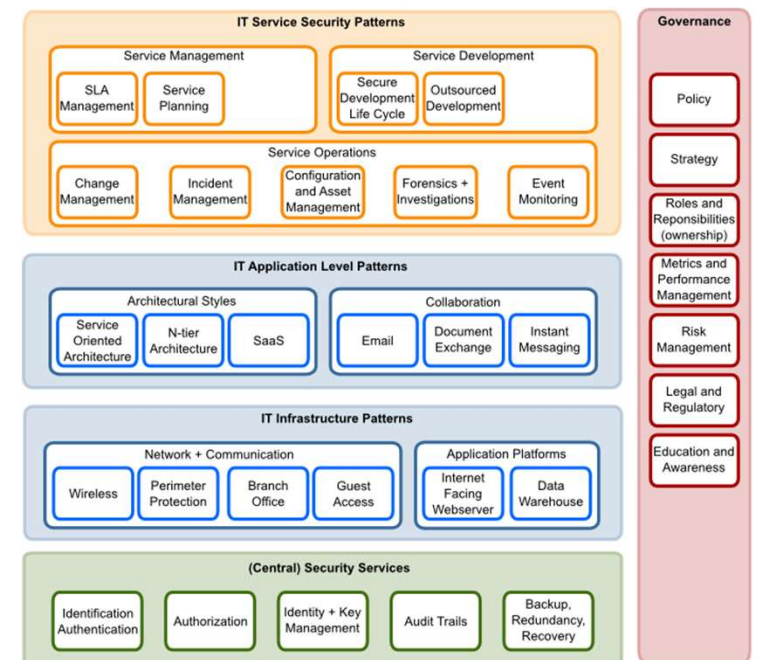 IT Service Security Patterns
Service Management
SLA
Management
Service
Planning
Service Development
Secure
Development
Life Cycle
Outsourced
Development
Service Operations
Change
Management
Incident
Management
Configuration
and Asset
Management
Forensics +
Investigations
Event
Monitoring
IT Application Level Patterns
Architectural Styles
Service
Oriented
Architecture
N-tier
Architecture
SaaS
Collaboration
Email
Document
Exchange
Instant
Messaging
IT Infrastructure Patterns
Network + Communication
Wireless
Perimeter
Protection
Branch
Office
Guest
Access
Application Platforms
Internet
Facing
Webserver
Data
Warehouse
(Central) Security Services
Identification
Authentication
Authorization
Identity + Key
Management
Audit Trails
Backup,
Redundancy,
Recovery
Governance
Policy
Strategy
Roles and
Reponsibilities
(ownership)
Metrics and
Performance
Management
Risk
Management
Legal and
Regulatory
Education and
Awareness